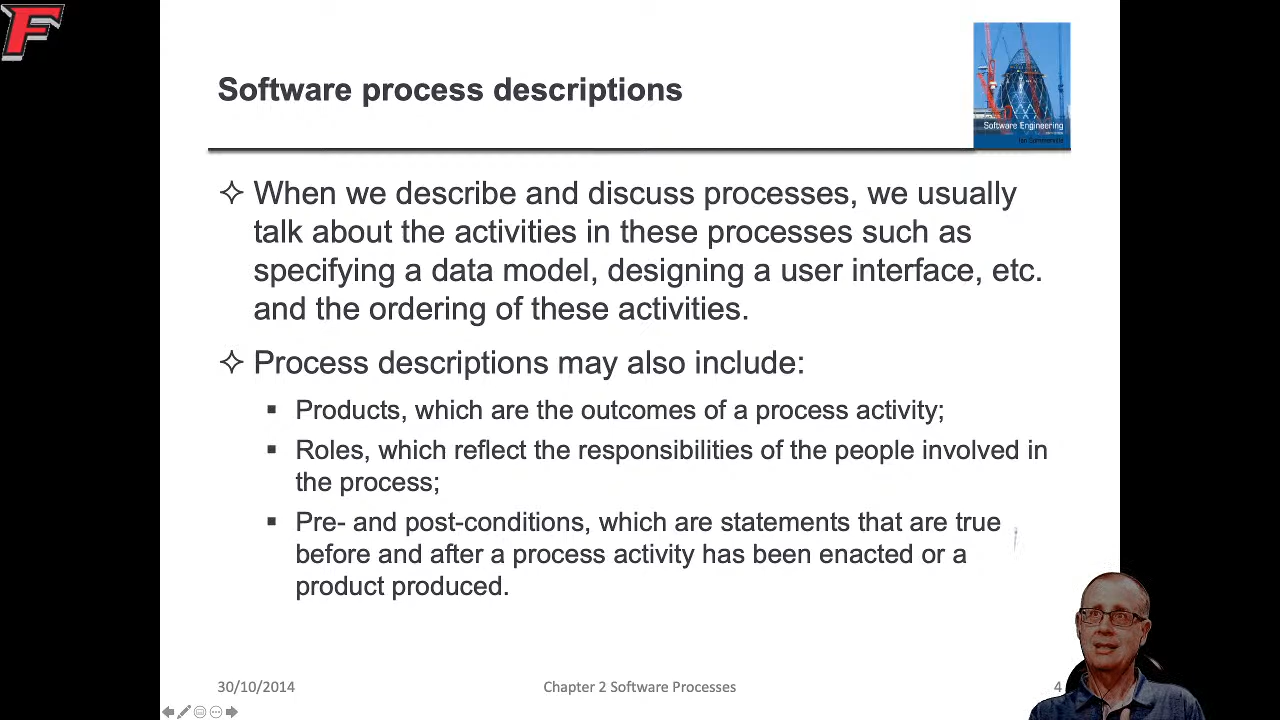 F
Software process descriptions
Software Engineering
Ian Sommerville
When we describe and discuss processes, we usually
talk about the activities in these processes such as
specifying a data model, designing a user interface, etc.
and the ordering of these activities.
Process descriptions may also include:
Products, which are the outcomes of a process activity;
Roles, which reflect the responsibilities of the people involved in
the process;
Pre- and post-conditions, which are statements that are true
before and after a process activity has been enacted or a
product produced.
30/10/2014
Chapter 2 Software Processes
4